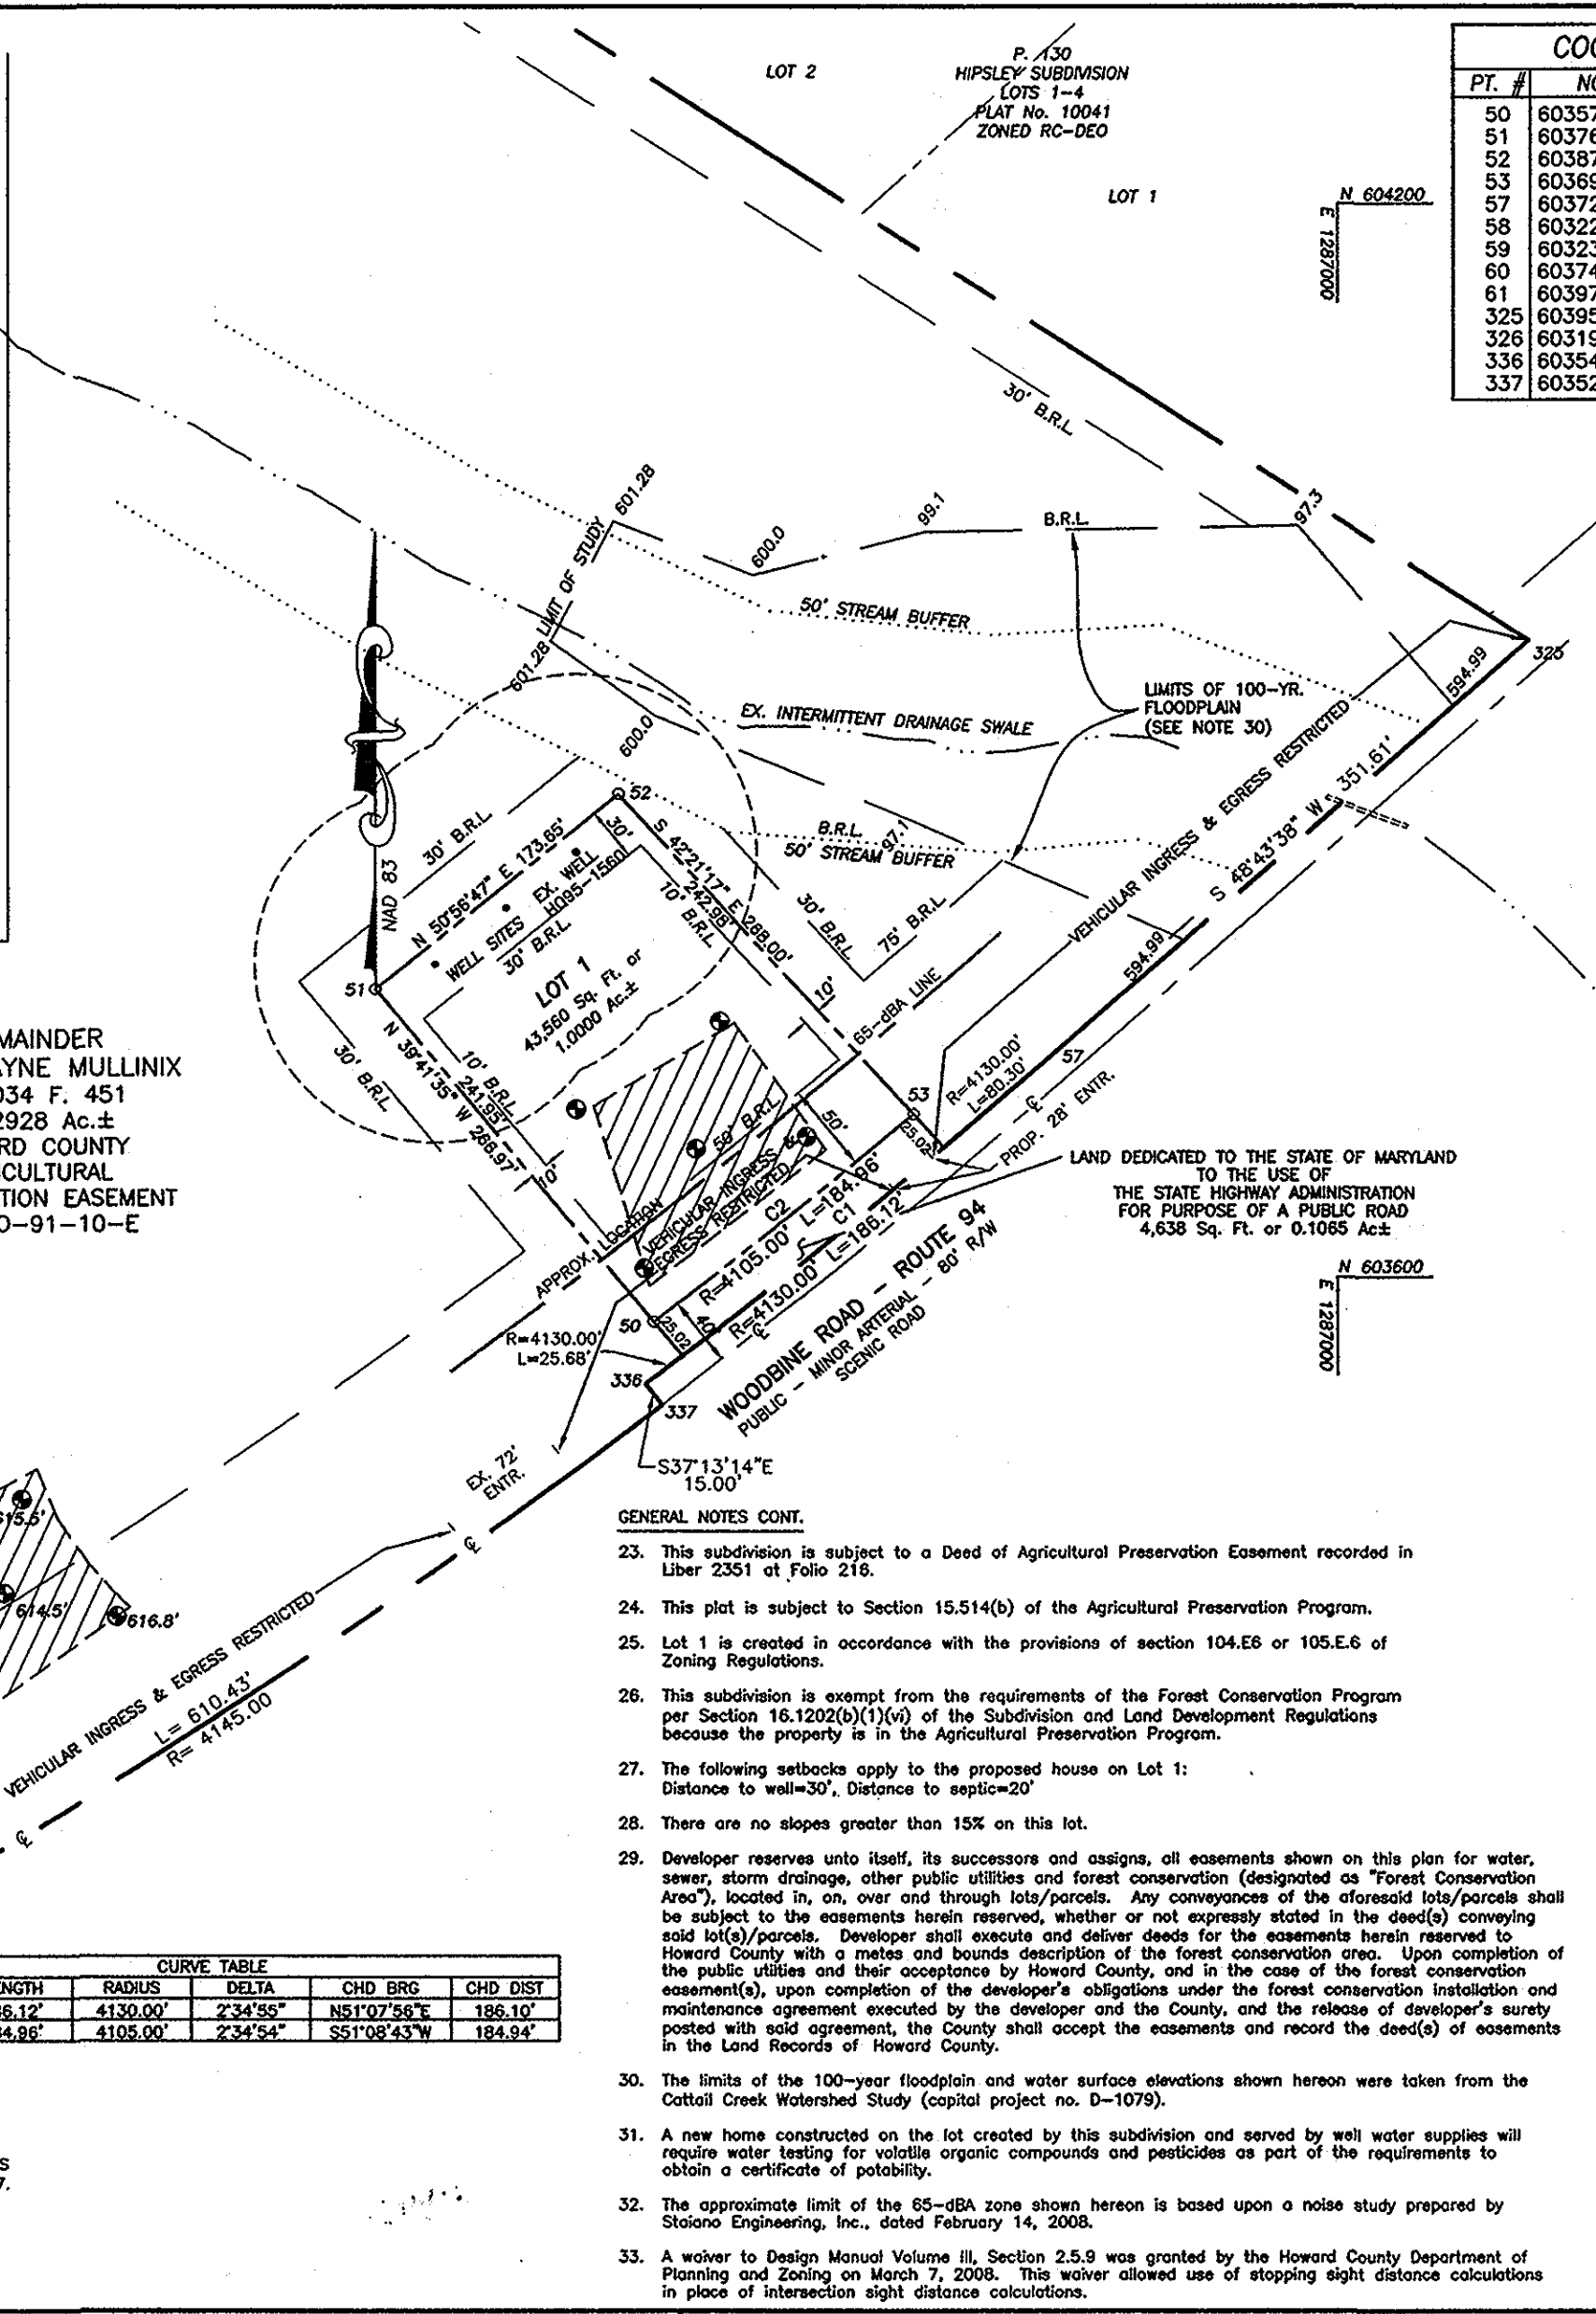 LOT 2
P. 130
HIPSLEY SUBDIVISION
LOTS 1-4
PLAT No. 10041
ZONED RC-DEO
LOT 1
N 604200
E 1287000
PT. #
50 60357
51 60376
52 60387
53 60369
57 60372
58 60322
59 60323
60 60374
61 60397
325 60395
326 60319
336 60354
337 60352
30' B.R.L.
601.28
LIMIT OF STUDY
601.28
600.0
99.1
B.R.L.
97.3
50' STREAM BUFFER
325
594.99
LIMITS OF 100-YR.
FLOODPLAIN
(SEE NOTE 30)
EX. INTERMITTENT DRAINAGE SWALE
600.0
VEHICULAR INGRESS & EGRESS RESTRICTED
S 48°43'38" W 351.61'
52
30' B.R.L.
B.R.L.
97.1
50' STREAM BUFFER
N 50°56'47" E 173.65'
30'
S 42°21'17" E 268.00'
242.98'
10' B.R.L.
WELL SITES
EX. WELL
HO95-1560
30' B.R.L.
30' B.R.L.
75' B.R.L.
NAD 83
51
LOT 1
43,560 Sq. Ft. or
1.0000 Ac.±
10'
65-dBA LINE
594.99
N 39°41'35" W 266.97'
241.95'
10' B.R.L.
30' B.R.L.
10'
50' B.R.L.
50'
53
25.02
R=4130.00'
L=80.30'
57
℄
PROP. 28' ENTR.
MAINDER
AYNE MULLINIX
034 F. 451
2928 Ac.±
RD COUNTY
CULTURAL
TION EASEMENT
O-91-10-E
LAND DEDICATED TO THE STATE OF MARYLAND
TO THE USE OF
THE STATE HIGHWAY ADMINISTRATION
FOR PURPOSE OF A PUBLIC ROAD
4,638 Sq. Ft. or 0.1065 Ac±
APPROX. LOCATION
VEHICULAR INGRESS &
EGRESS RESTRICTED
C2
R=4105.00' L=184.96'
C1
R=4130.00' L=186.12'
℄
WOODBINE ROAD - ROUTE 94
PUBLIC - MINOR ARTERIAL - 80' R/W
SCENIC ROAD
N 603600
E 1287000
50
25.02
40'
R=4130.00'
L=25.68'
336
337
S37°13'14"E
15.00'
EX. 72'
ENTR.
℄
615.5'
614.5'
616.8'
VEHICULAR INGRESS & EGRESS RESTRICTED
L= 610.43'
R= 4145.00
℄
GENERAL NOTES CONT.
23. This subdivision is subject to a Deed of Agricultural Preservation Easement recorded in
Liber 2351 at Folio 216.
24. This plat is subject to Section 15.514(b) of the Agricultural Preservation Program.
25. Lot 1 is created in accordance with the provisions of section 104.E6 or 105.E.6 of
Zoning Regulations.
26. This subdivision is exempt from the requirements of the Forest Conservation Program
per Section 16.1202(b)(1)(vi) of the Subdivision and Land Development Regulations
because the property is in the Agricultural Preservation Program.
27. The following setbacks apply to the proposed house on Lot 1:
Distance to well=30', Distance to septic=20'
28. There are no slopes greater than 15% on this lot.
29. Developer reserves unto itself, its successors and assigns, all easements shown on this plan for water,
sewer, storm drainage, other public utilities and forest conservation (designated as "Forest Conservation
Area"), located in, on, over and through lots/parcels. Any conveyances of the aforesaid lots/parcels shall
be subject to the easements herein reserved, whether or not expressly stated in the deed(s) conveying
said lot(s)/parcels. Developer shall execute and deliver deeds for the easements herein reserved to
Howard County with a metes and bounds description of the forest conservation area. Upon completion of
the public utilties and their acceptance by Howard County, and in the case of the forest conservation
easement(s), upon completion of the developer's obligations under the forest conservation installation and
maintenance agreement executed by the developer and the County, and the release of developer's surety
posted with said agreement, the County shall accept the easements and record the deed(s) of easements
in the Land Records of Howard County.
30. The limits of the 100-year floodplain and water surface elevations shown hereon were taken from the
Cattail Creek Watershed Study (capital project no. D-1079).
31. A new home constructed on the lot created by this subdivision and served by well water supplies will
require water testing for volatile organic compounds and pesticides as part of the requirements to
obtain a certificate of potability.
32. The approximate limit of the 65-dBA zone shown hereon is based upon a noise study prepared by
Staiano Engineering, Inc., dated February 14, 2008.
33. A waiver to Design Manual Volume III, Section 2.5.9 was granted by the Howard County Department of
Planning and Zoning on March 7, 2008. This waiver allowed use of stopping sight distance calculations
in place of intersection sight distance calculations.
CURVE TABLE
NGTH RADIUS DELTA CHD BRG CHD DIST
6.12' 4130.00' 2°34'55" N51°07'56"E 186.10'
4.96' 4105.00' 2°34'54" S51°08'43"W 184.94'
S
7.